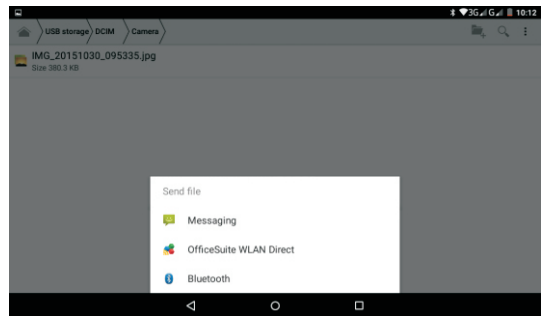 3G G 10:12
USB storage DCIM Camera
IMG_20151030_095335.jpg
Size 380.3 KB
Send file
Messaging
OfficeSuite WLAN Direct
Bluetooth